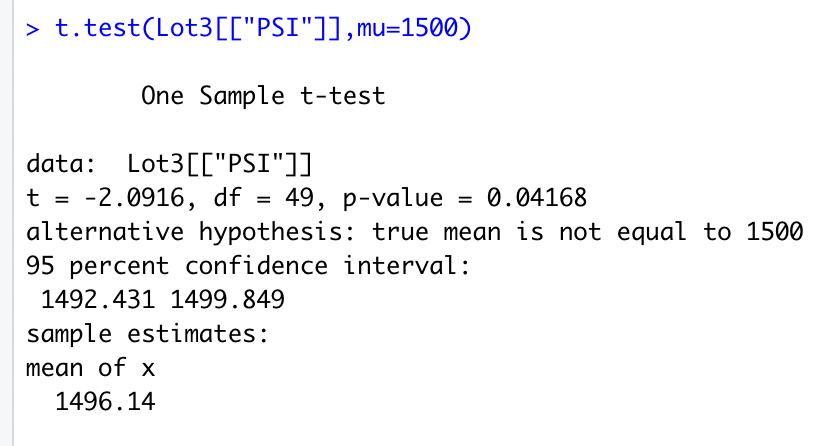 > t.test(Lot3[["PSI"]],mu=1500)
One Sample t-test
data:  Lot3[["PSI"]]
t = -2.0916, df = 49, p-value = 0.04168
alternative hypothesis: true mean is not equal to 1500
95 percent confidence interval:
1492.431 1499.849
sample estimates:
mean of x
1496.14